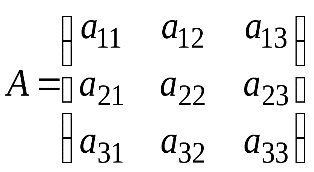 a₁₁ a₁₂ a₁₃
A = a₂₁ a₂₂ a₂₃
a₃₁ a₃₂ a₃₃